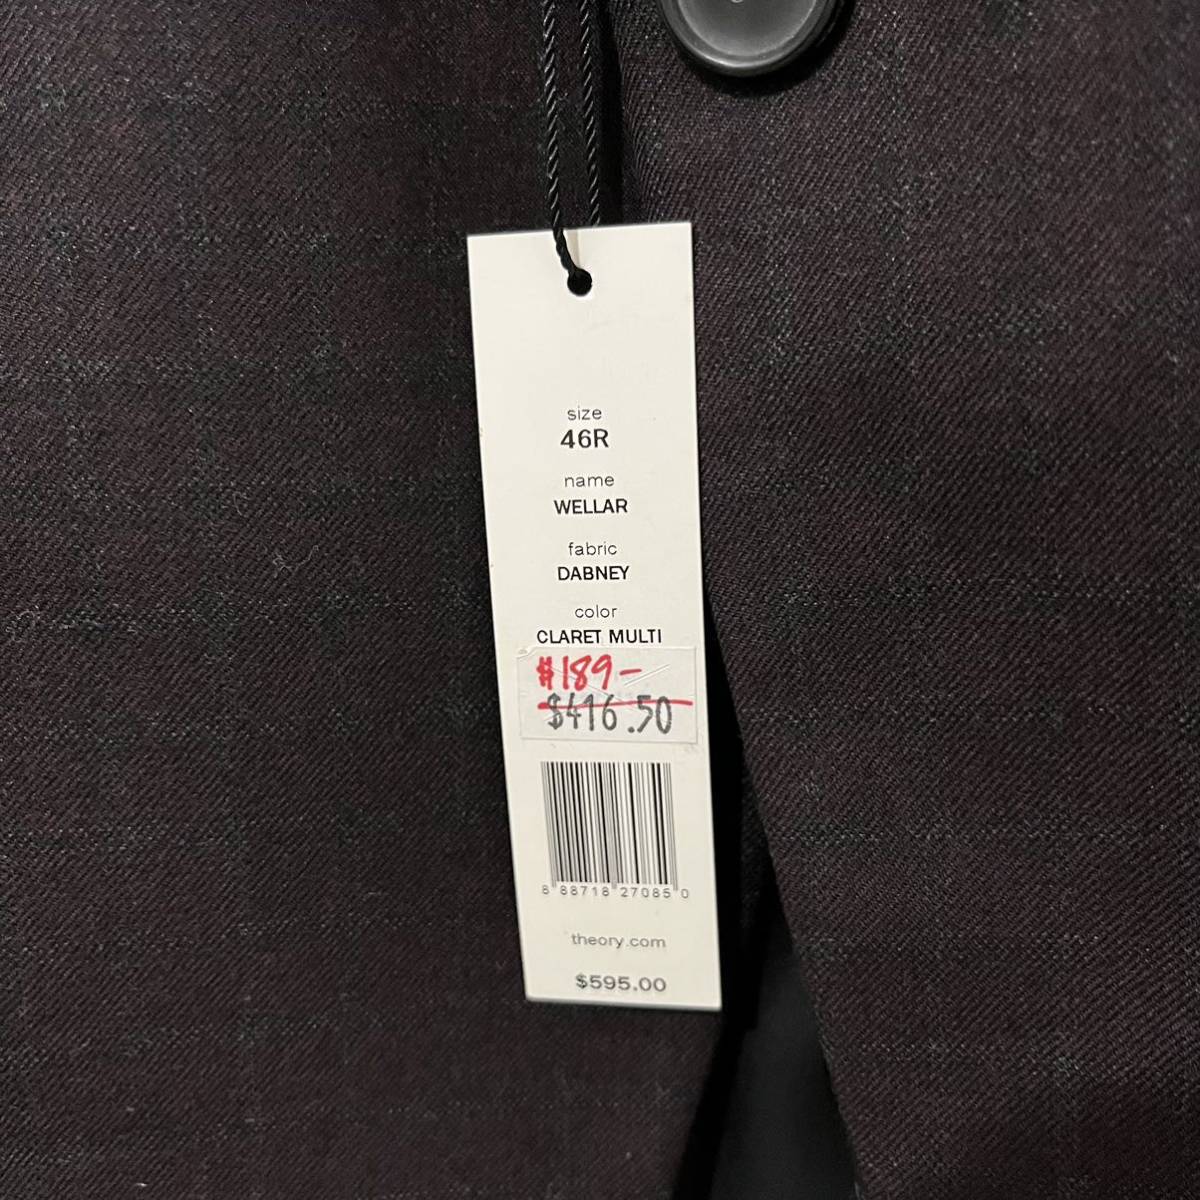 size
46R
name
WELLAR
fabric
DABNEY
color
CLARET MULTI
$189-
$416.50
8 88718 27085 0
theory.com
$595.00